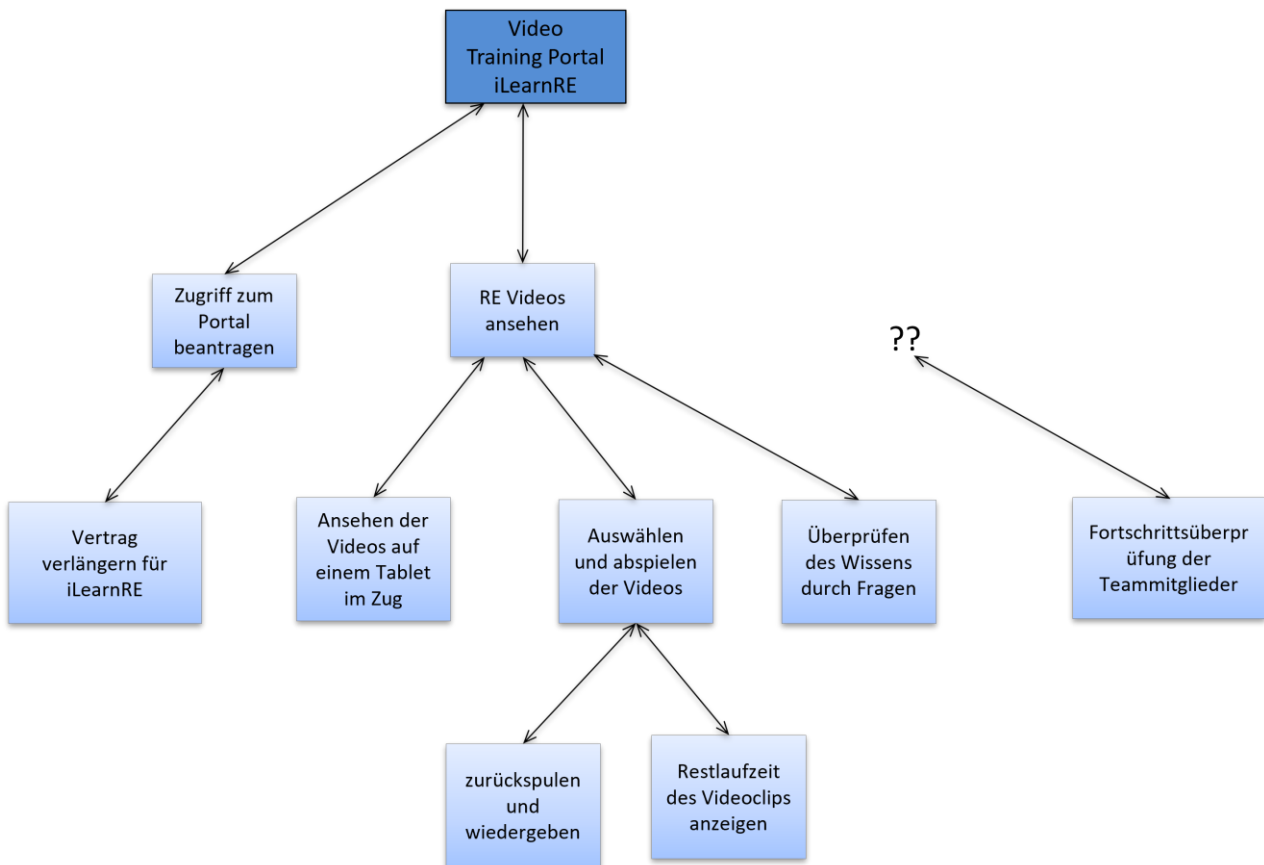 Video
Training Portal
iLearnRE
Zugriff zum
Portal
beantragen
RE Videos
ansehen
??
Vertrag
verlängern für
iLearnRE
Ansehen der
Videos auf
einem Tablet
im Zug
Auswählen
und abspielen
der Videos
Überprüfen
des Wissens
durch Fragen
Fortschrittsüberpr
üfung der
Teammitglieder
zurückspulen
und
wiedergeben
Restlaufzeit
des Videoclips
anzeigen